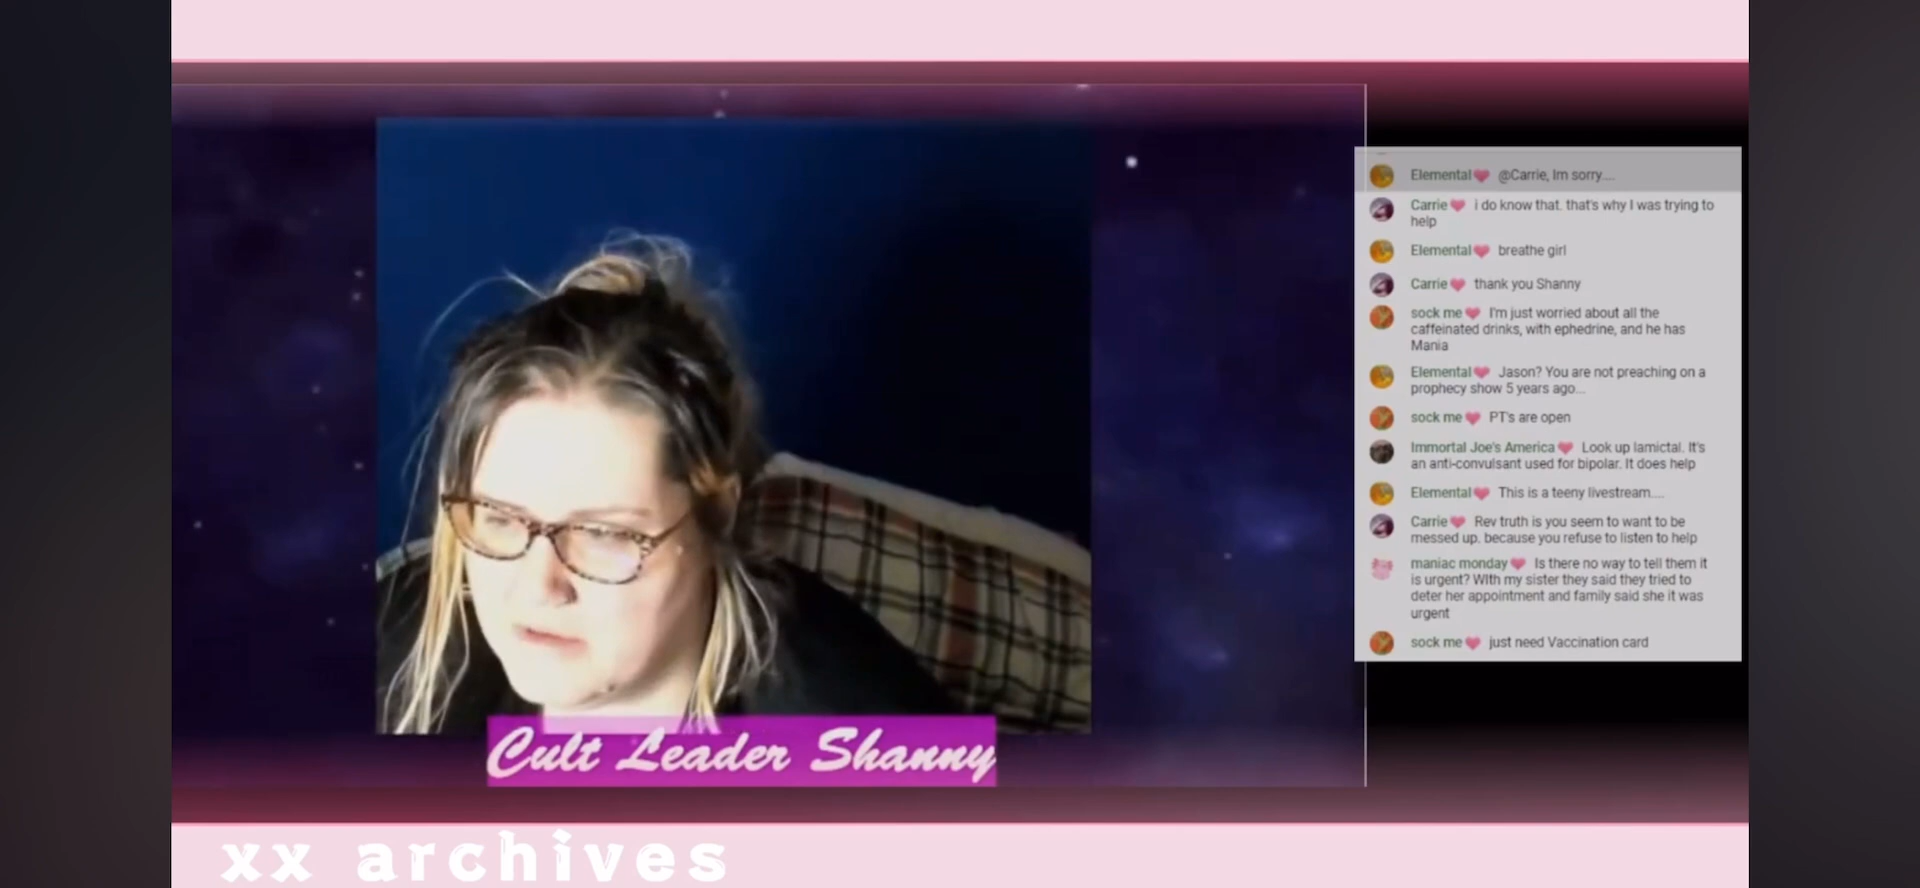 Elemental @Carrie, Im sorry....
Carrie i do know that. that's why I was trying to
help
Elemental breathe girl
Carrie thank you Shanny
sock me I'm just worried about all the
caffeinated drinks, with ephedrine, and he has
Mania
Elemental Jason? You are not preaching on a
prophecy show 5 years ago...
sock me PT's are open
Immortal Joe's America Look up lamictal. It's
an anti-convulsant used for bipolar. It does help
Elemental This is a teeny livestream....
Carrie Rev truth is you seem to want to be
messed up. because you refuse to listen to help
maniac monday Is there no way to tell them it
is urgent? WIth my sister they said they tried to
deter her appointment and family said she it was
urgent
sock me just need Vaccination card
Cult Leader Shanny
xx archives